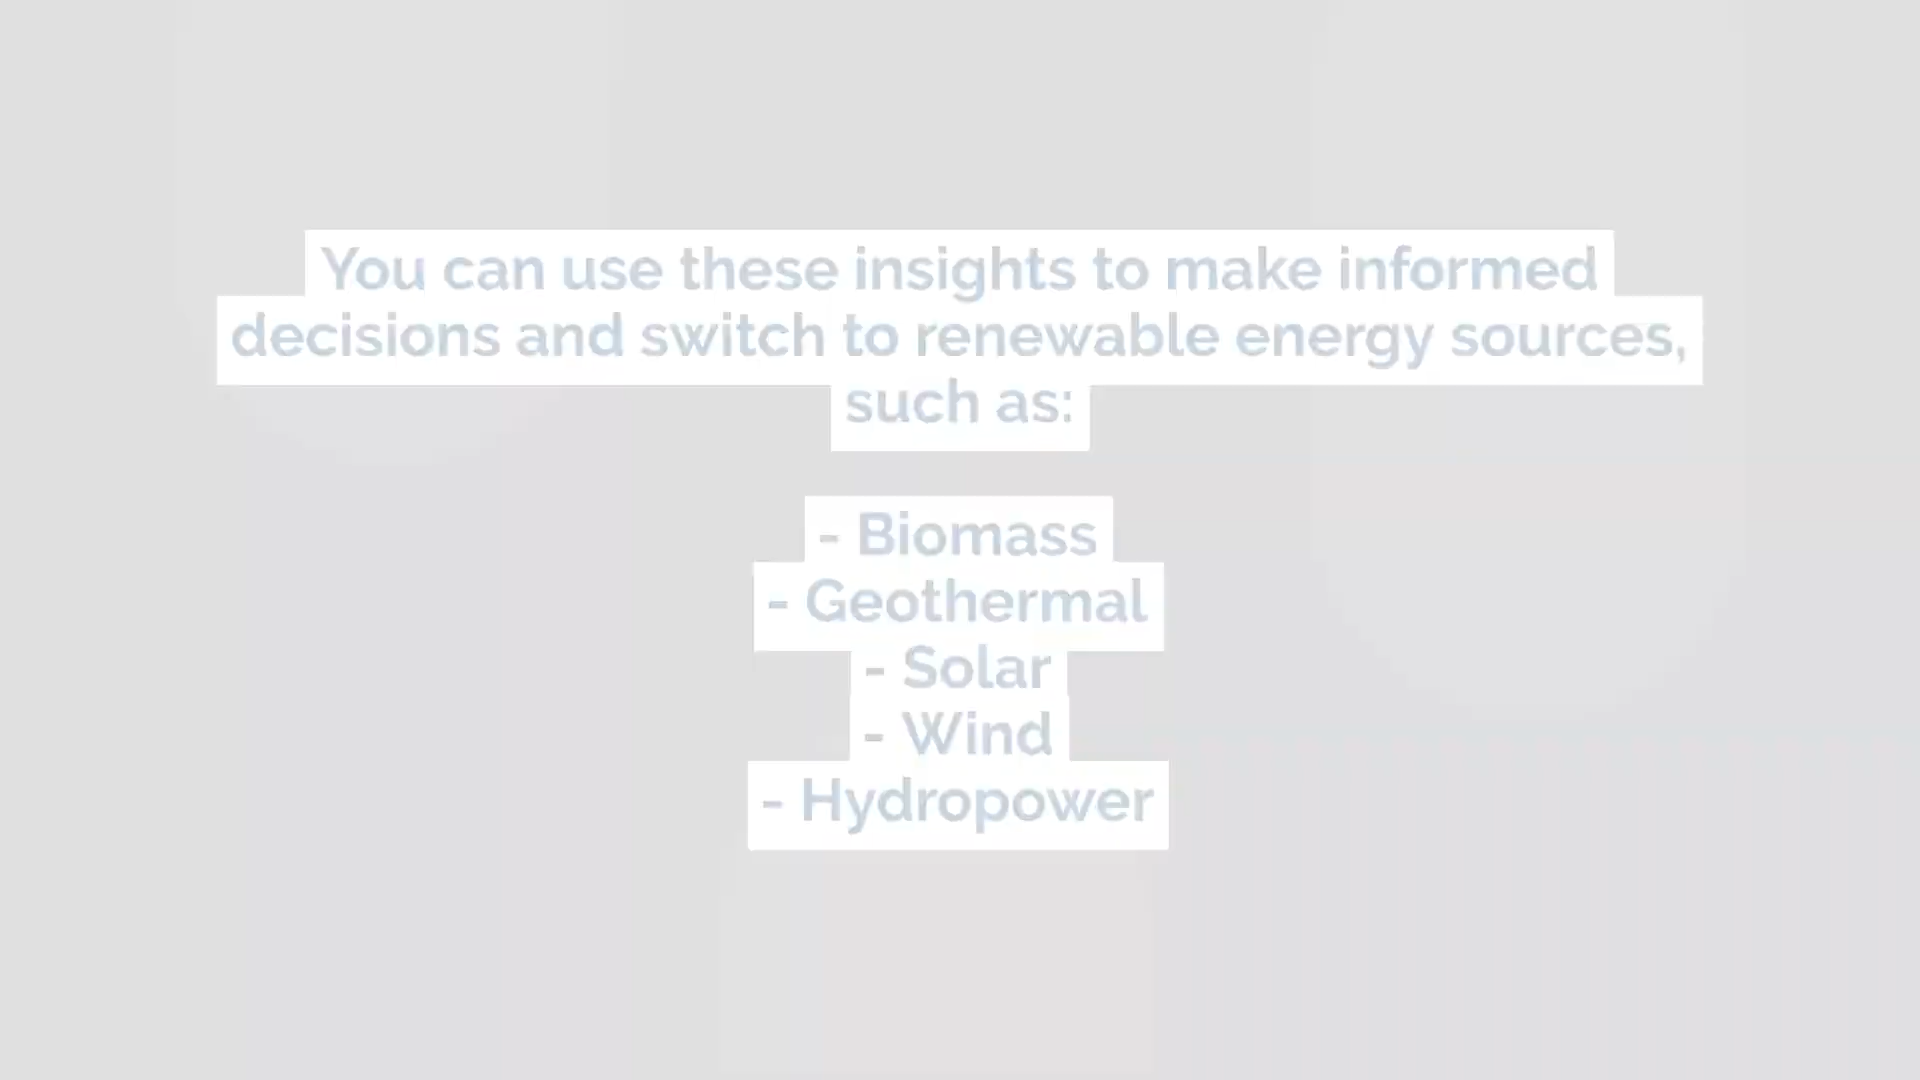 You can use these insights to make informed
decisions and switch to renewable energy sources,
such as:
- Biomass
- Geothermal
- Solar
- Wind
- Hydropower